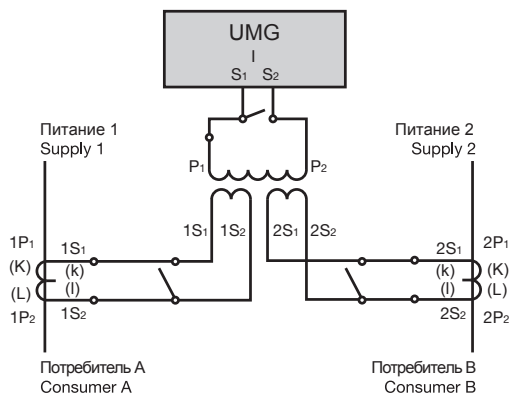 UMG
I
S1 S2
Питание 1
Supply 1
Питание 2
Supply 2
P1
P2
1S1 1S2 2S1 2S2
1P1
(K)
(L)
1P2
1S1
(k)
(l)
1S2
2S1
(k)
(l)
2S2
2P1
(K)
(L)
2P2
Потребитель A
Consumer A
Потребитель B
Consumer B